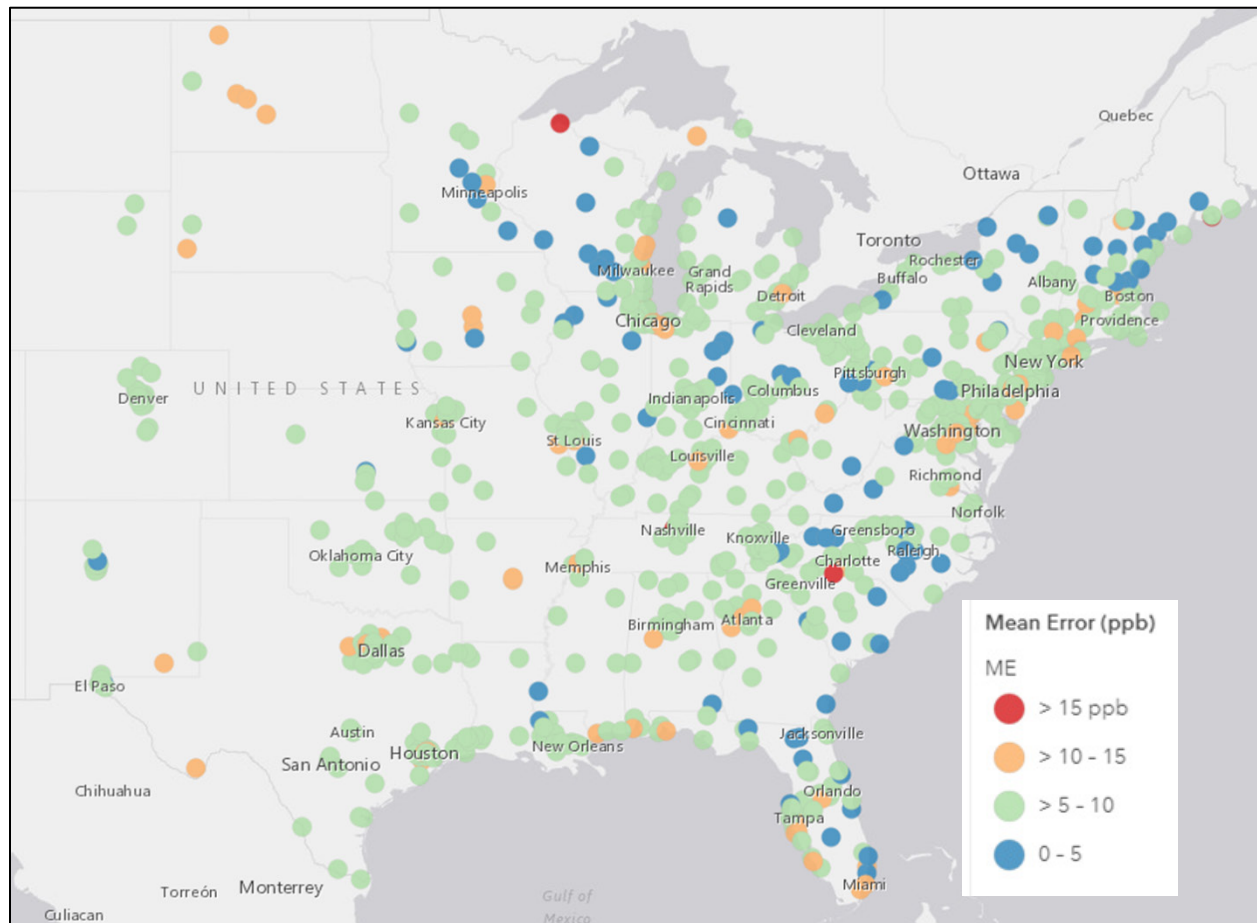 Quebec
Ottawa
Minneapolis
Toronto
Rochester
Buffalo
Albany
Boston
Milwaukee
Grand
Rapids
Detroit
Providence
Chicago
Cleveland
New York
UNITED STATES
Denver
Pittsburgh
Philadelphia
Columbus
Indianapolis
Kansas City
Cincinnati
St Louis
Washington
Louisville
Richmond
Norfolk
Nashville
Knoxville
Greensboro
Raleigh
Oklahoma City
Memphis
Charlotte
Greenville
Birmingham
Atlanta
Dallas
El Paso
Austin
Houston
San Antonio
New Orleans
Jacksonville
Chihuahua
Orlando
Tampa
Miami
Torreón
Monterrey
Gulf of
Mexico
Culiacan
Mean Error (ppb)
ME
> 15 ppb
> 10 - 15
> 5 - 10
0 - 5